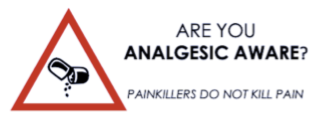 ARE YOU
ANALGESIC AWARE?
PAINKILLERS DO NOT KILL PAIN